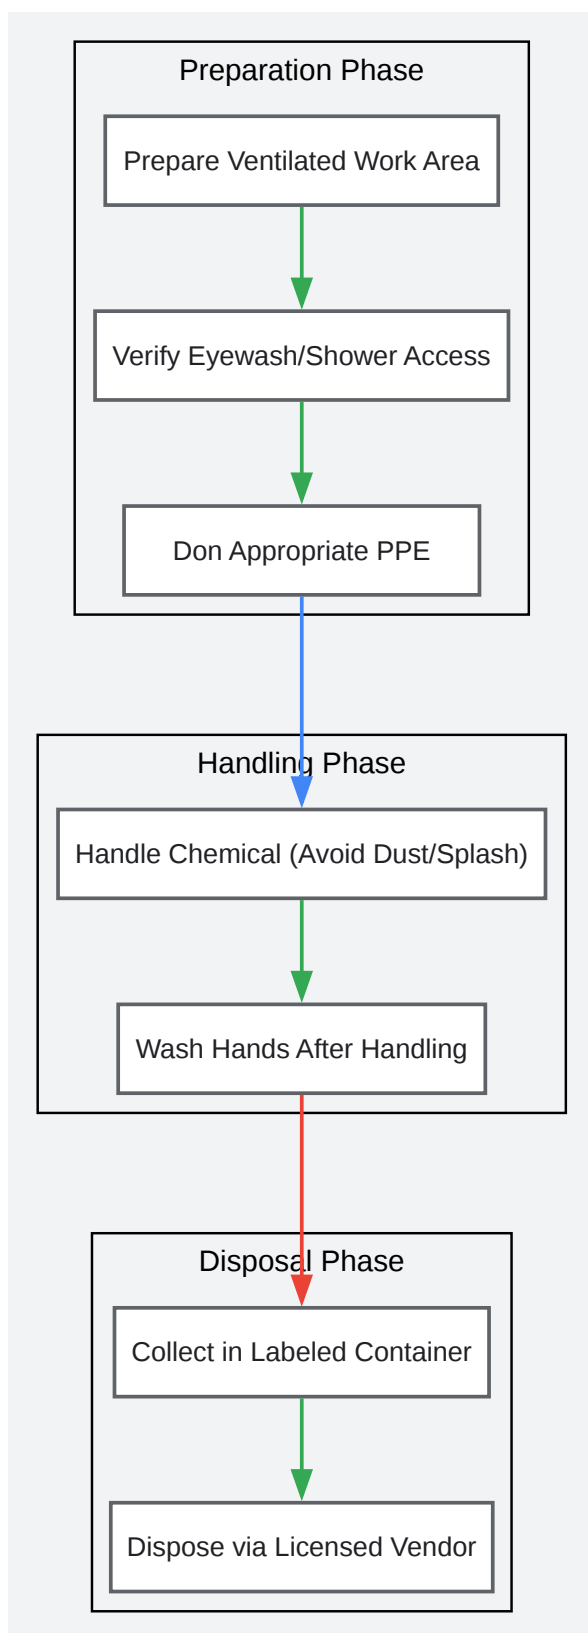 Preparation Phase
Prepare Ventilated Work Area
Verify Eyewash/Shower Access
Don Appropriate PPE
Handling Phase
Handle Chemical (Avoid Dust/Splash)
Wash Hands After Handling
Disposal Phase
Collect in Labeled Container
Dispose via Licensed Vendor